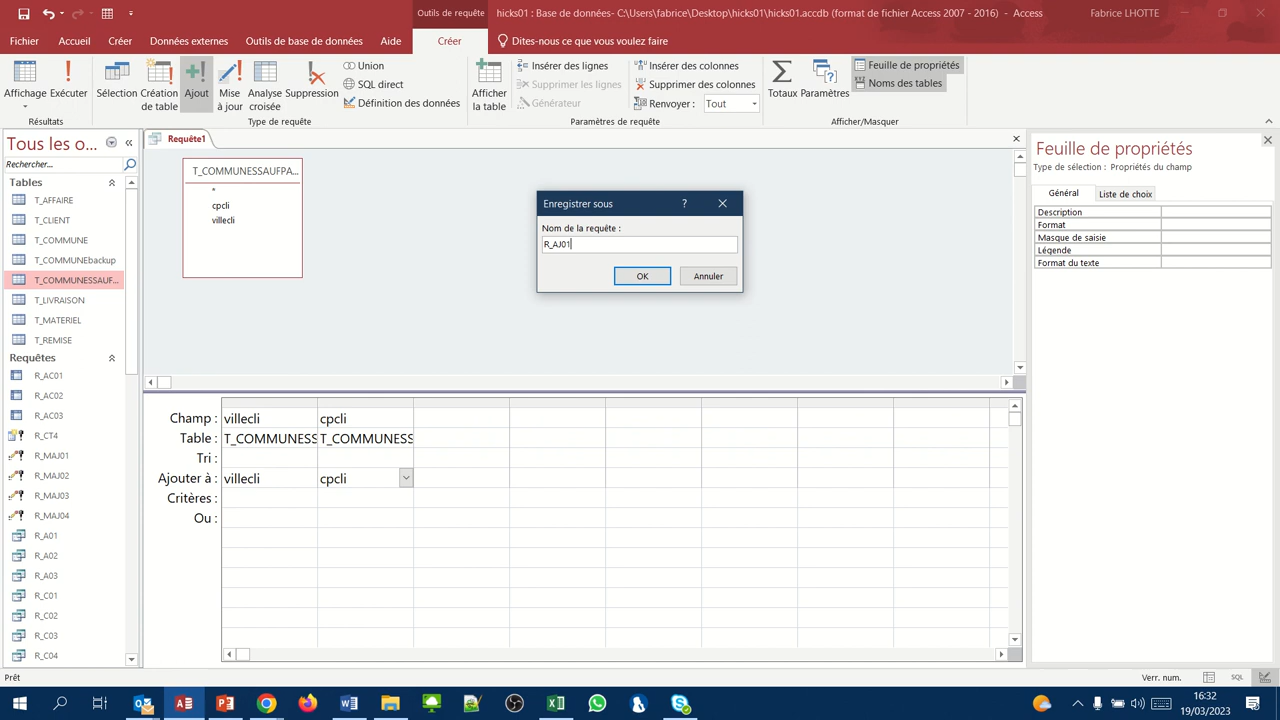 Outils de requête
hicks01 : Base de données- C:\Users\fabrice\Desktop\hicks01\hicks01.accdb (format de fichier Access 2007 - 2016) — Access
Fabrice LHOTTE
Fichier
Accueil
Créer
Données externes
Outils de base de données
Aide
Créer
Dites-nous ce que vous voulez faire
Affichage
Exécuter
Résultats
Sélection
Création de table
Ajout
Mise à jour
Analyse croisée
Suppression
Union
SQL direct
Définition des données
Type de requête
Afficher la table
Insérer des lignes
Supprimer les lignes
Générateur
Insérer des colonnes
Supprimer des colonnes
Renvoyer : Tout
Paramètres de requête
Totaux
Paramètres
Feuille de propriétés
Noms des tables
Afficher/Masquer
Tous les o...
Rechercher...
Tables
T_AFFAIRE
T_CLIENT
T_COMMUNE
T_COMMUNEbackup
T_COMMUNESSAUF...
T_LIVRAISON
T_MATERIEL
T_REMISE
Requêtes
R_AC01
R_AC02
R_AC03
R_CT4
R_MAJ01
R_MAJ02
R_MAJ03
R_MAJ04
R_A01
R_A02
R_A03
R_C01
R_C02
R_C03
R_C04
Requête1
T_COMMUNESSAUFPA...
*
cpcli
villecli
Enregistrer sous
?
Nom de la requête :
R_AJ01
OK
Annuler
Champ : villecli cpcli
Table : T_COMMUNESS T_COMMUNESS
Tri :
Ajouter à : villecli cpcli
Critères :
Ou :
Feuille de propriétés
Type de sélection : Propriétés du champ
Général
Liste de choix
Description
Format
Masque de saisie
Légende
Format du texte
Prêt
Verr. num.
SQL
16:32
19/03/2023